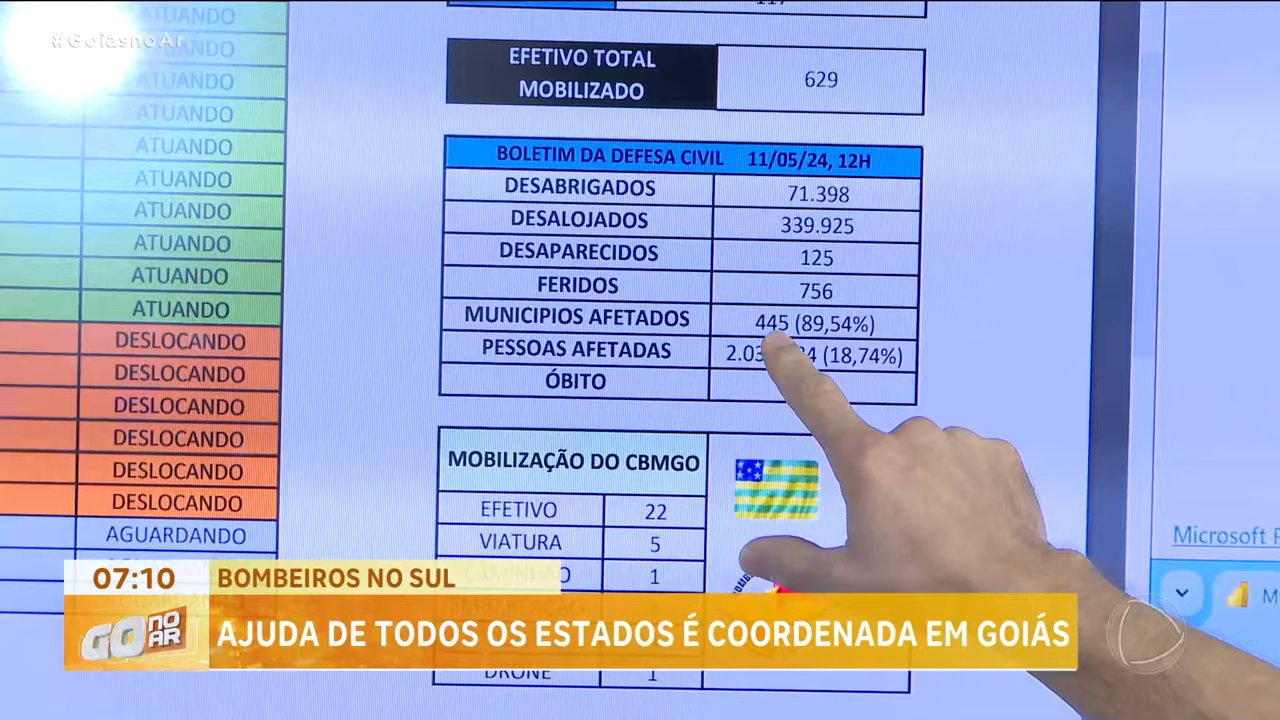 #GoiasnoAr
ATUANDO
ATUANDO
ATUANDO
ATUANDO
ATUANDO
ATUANDO
ATUANDO
ATUANDO
ATUANDO
ATUANDO
DESLOCANDO
DESLOCANDO
DESLOCANDO
DESLOCANDO
DESLOCANDO
DESLOCANDO
AGUARDANDO
117
EFETIVO TOTAL
MOBILIZADO
629
BOLETIM DA DEFESA CIVIL 11/05/24, 12H
DESABRIGADOS 71.398
DESALOJADOS 339.925
DESAPARECIDOS 125
FERIDOS 756
MUNICIPIOS AFETADOS 445 (89,54%)
PESSOAS AFETADAS (18,74%)
ÓBITO
MOBILIZAÇÃO DO CBMGO
EFETIVO 22
VIATURA 5
CAMINHÃO 1
EMBARCAÇÃO
DRONE 1
Microsoft
07:10
BOMBEIROS NO SUL
GO NO AR
AJUDA DE TODOS OS ESTADOS É COORDENADA EM GOIÁS